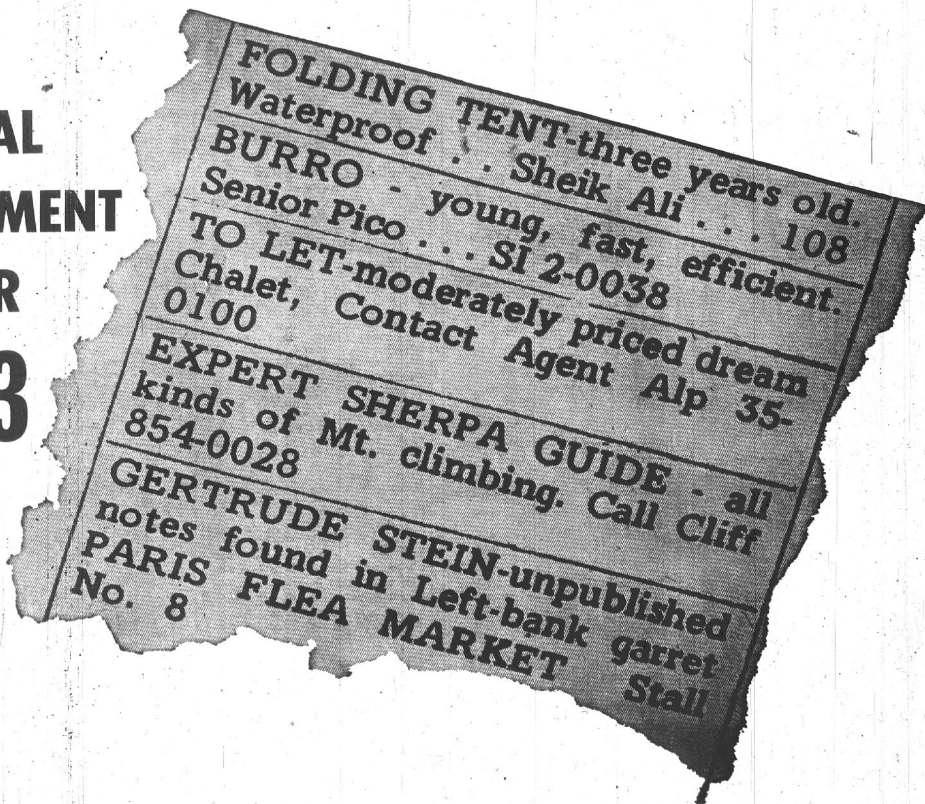 AL
MENT
R
3
FOLDING TENT-three years old.
Waterproof . . Sheik Ali . . . 108
BURRO - young, fast, efficient.
Senior Pico . . . SI 2-0038
TO LET-moderately priced dream
Chalet, Contact Agent Alp 35-
0100
EXPERT SHERPA GUIDE - all
kinds of Mt. climbing. Call Cliff
854-0028
GERTRUDE STEIN-unpublished
notes found in Left-bank garret
PARIS FLEA MARKET Stall
No. 8